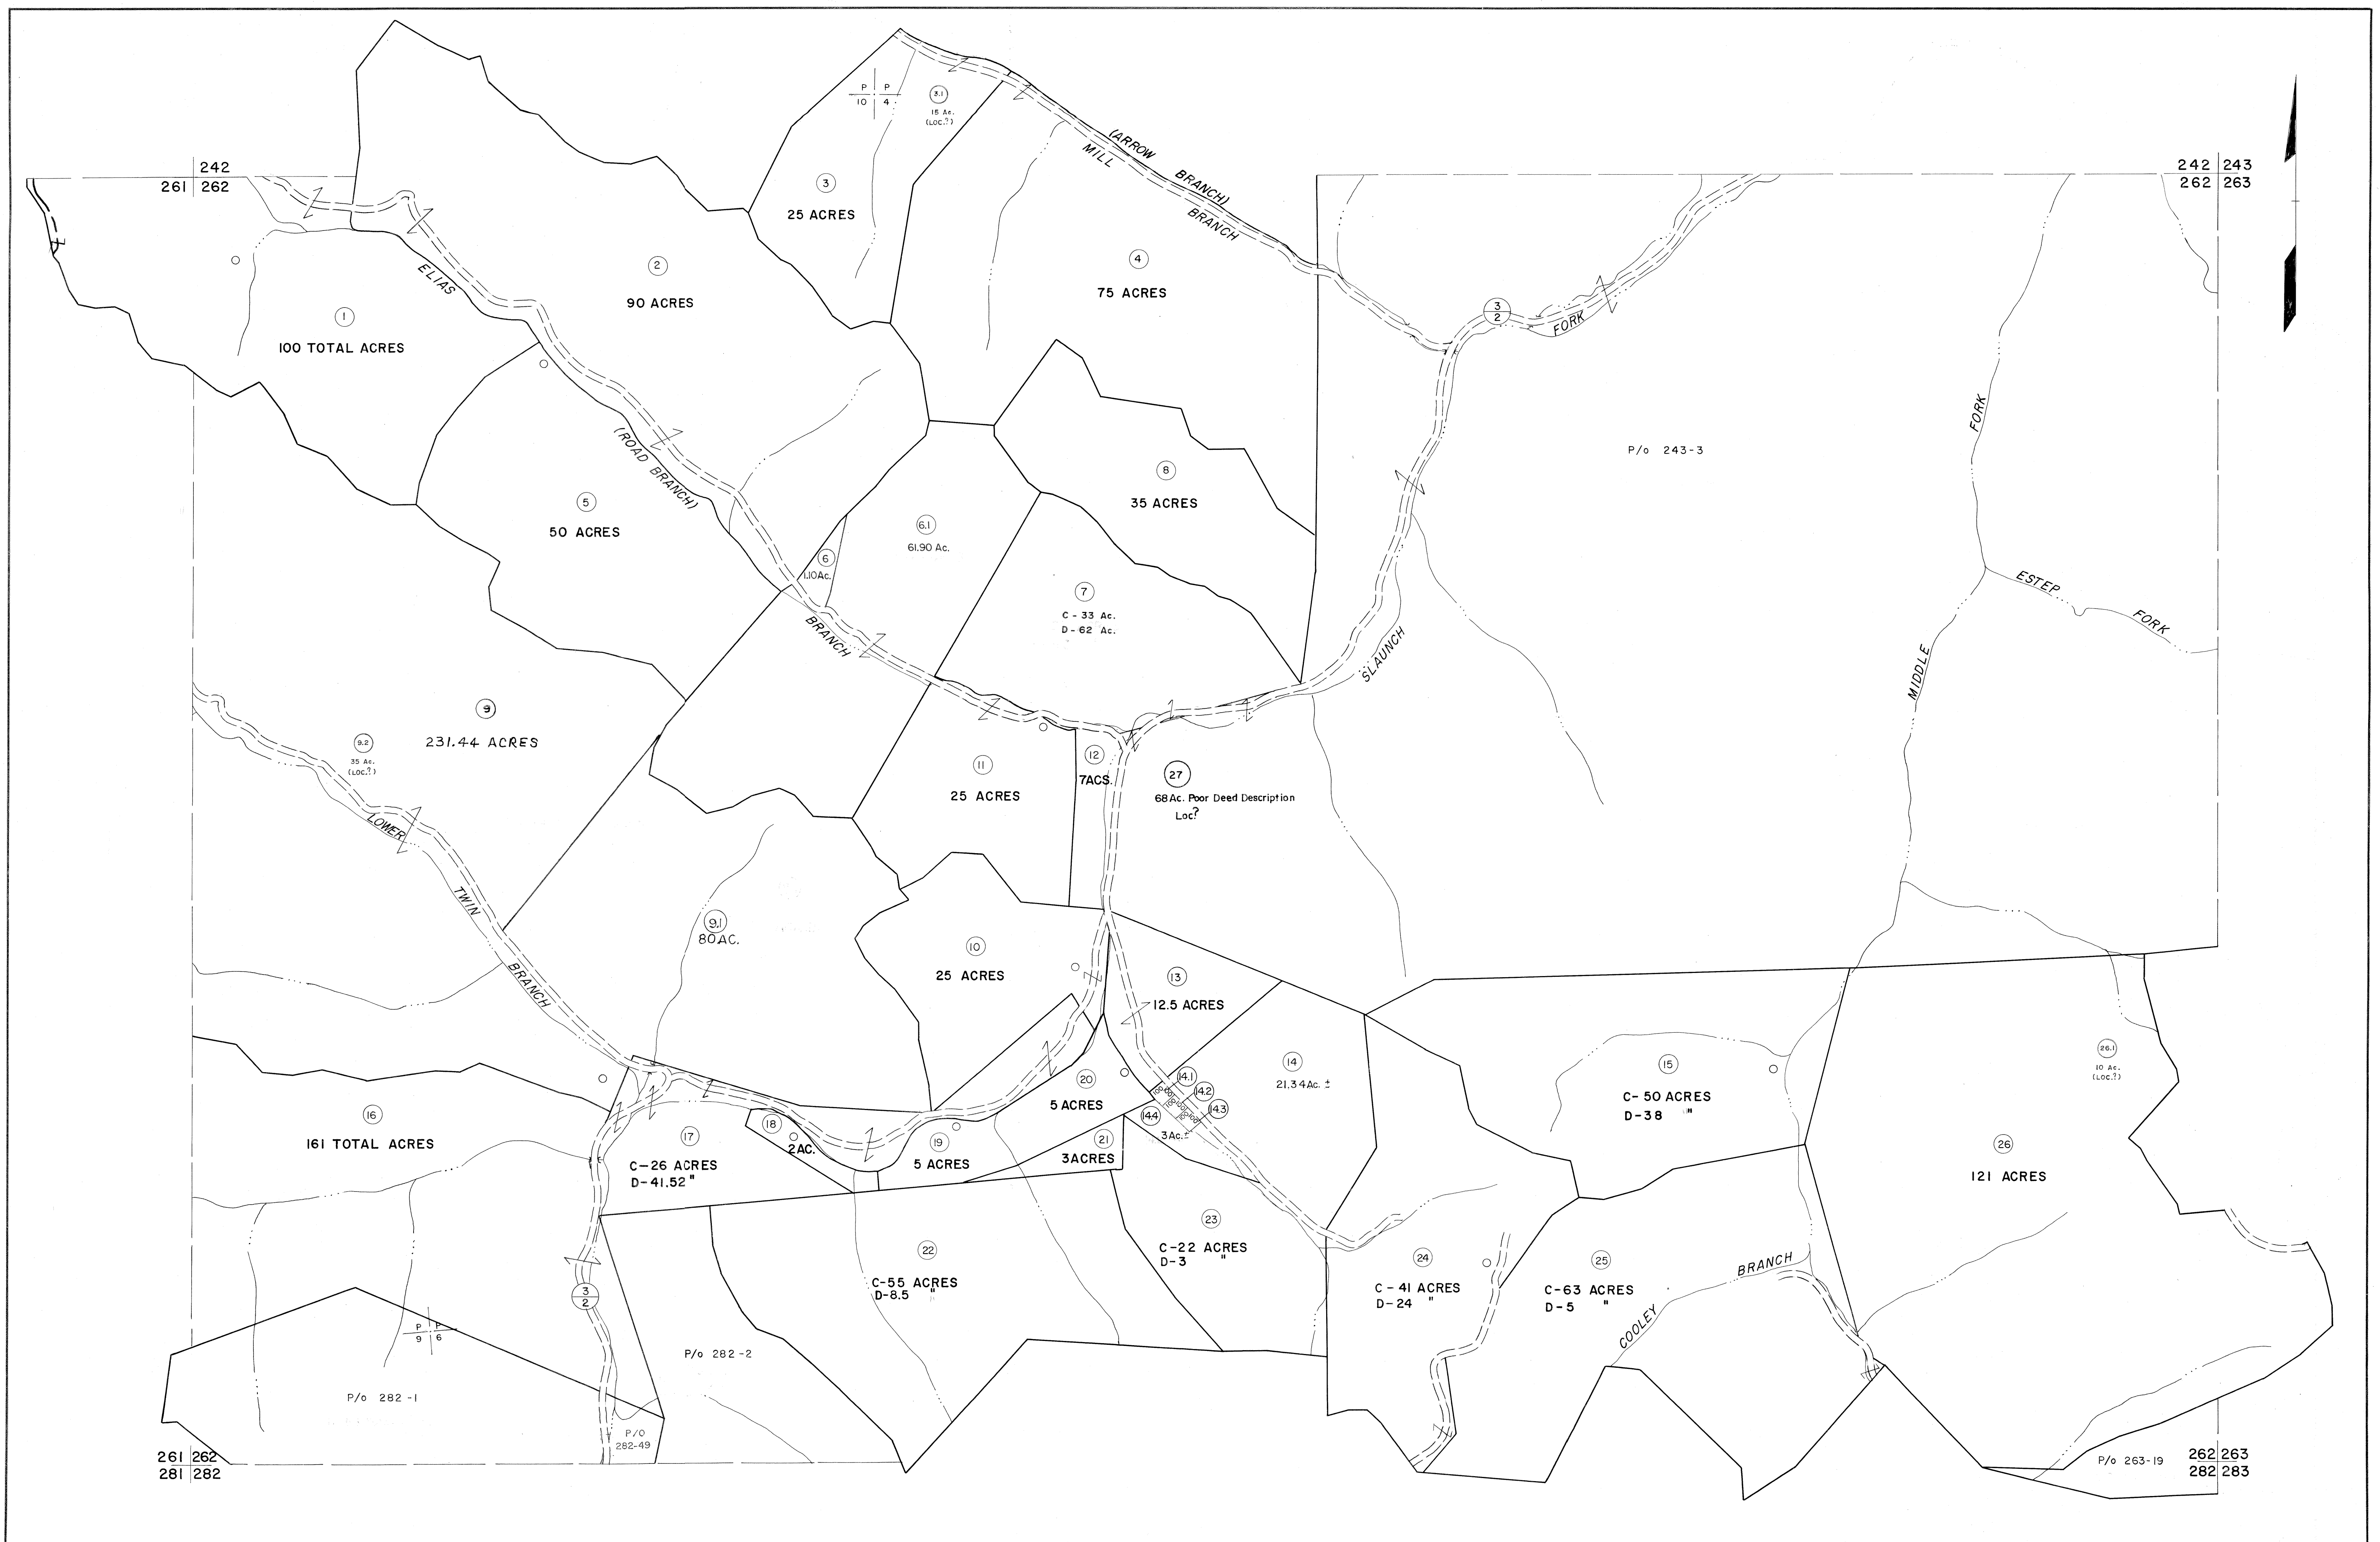 242
261 262
242 243
262 263
P P
10 4
3.1
15 Ac.
(LOC.?)
(ARROW BRANCH)
MILL BRANCH
3
25 ACRES
2
90 ACRES
4
75 ACRES
ELIAS
(ROAD BRANCH)
BRANCH
1
100 TOTAL ACRES
3
2
FORK
SLAUNCH
P/o 243-3
FORK
MIDDLE
ESTEP FORK
5
50 ACRES
8
35 ACRES
6.1
61.90 Ac.
6
1.10Ac.
7
C - 33 Ac.
D - 62 Ac.
9
231.44 ACRES
9.2
35 Ac.
(LOC.?)
LOWER
TWIN
BRANCH
11
25 ACRES
12
7ACS.
27
68Ac. Poor Deed Description
Loc?
9.1
80AC.
10
25 ACRES
13
12.5 ACRES
14
21.34Ac. ±
14.1
14.2
14.3
14.4
3Ac.±
15
C- 50 ACRES
D-38 "
26.1
10 Ac.
(LOC.?)
26
121 ACRES
16
161 TOTAL ACRES
17
C-26 ACRES
D-41.52 "
18
2AC.
19
5 ACRES
20
5 ACRES
21
3ACRES
22
C-55 ACRES
D-8.5 "
23
C-22 ACRES
D-3 "
24
C - 41 ACRES
D-24 "
25
C-63 ACRES
D-5 "
COOLEY BRANCH
3
2
P P
9 6
P/o 282-1
P/o 282-2
P/O
282-49
P/o 263-19
261 262
281 282
262 263
282 283